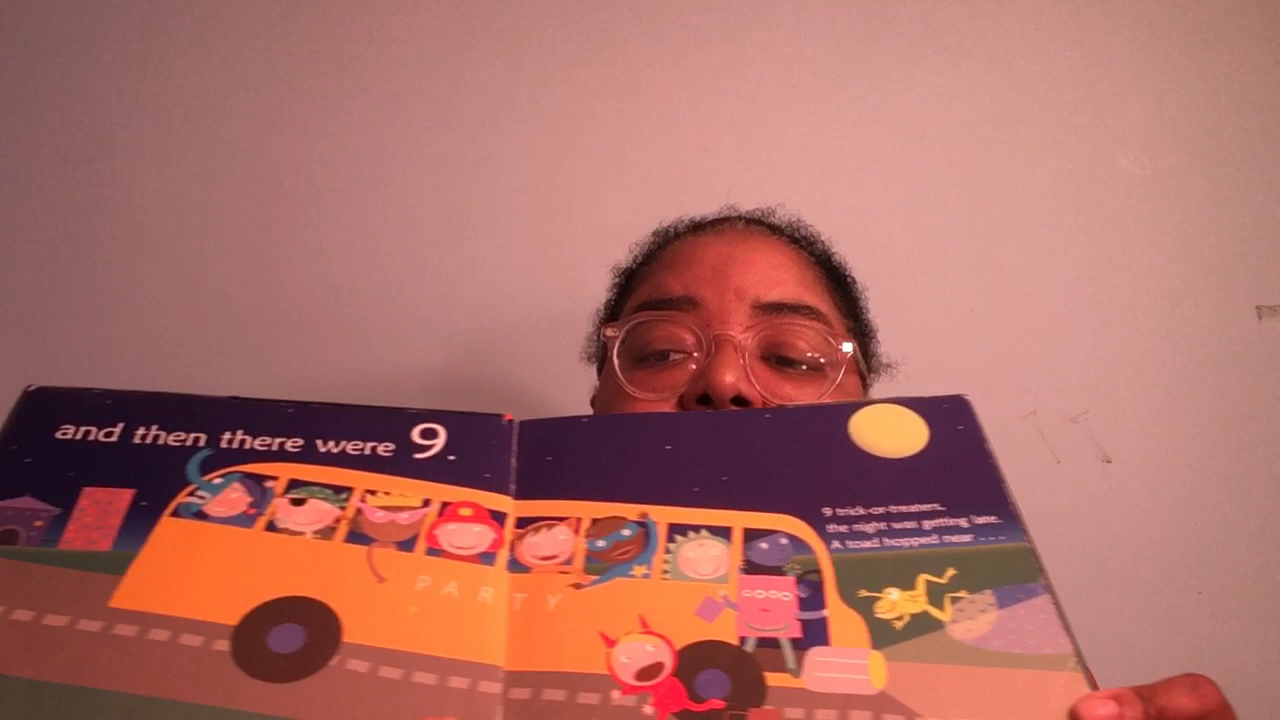 and then there were 9.
9 trick-or-treaters,
the night was getting late.
A toad hopped near . . .
PARTY